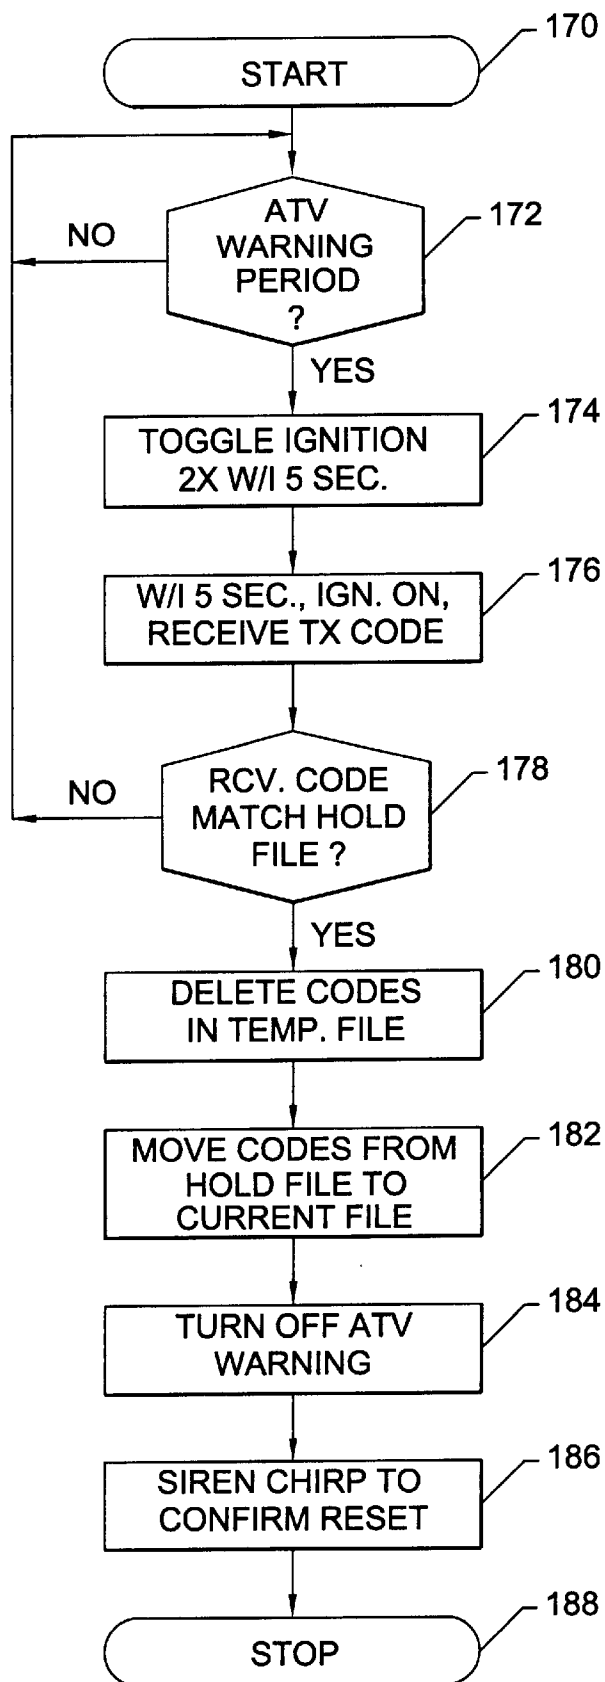 170
START
ATV
WARNING
PERIOD
?
172
NO
YES
174
TOGGLE IGNITION
2X W/I 5 SEC.
176
W/I 5 SEC., IGN. ON,
RECEIVE TX CODE
178
RCV. CODE
MATCH HOLD
FILE ?
NO
YES
180
DELETE CODES
IN TEMP. FILE
182
MOVE CODES FROM
HOLD FILE TO
CURRENT FILE
184
TURN OFF ATV
WARNING
186
SIREN CHIRP TO
CONFIRM RESET
188
STOP